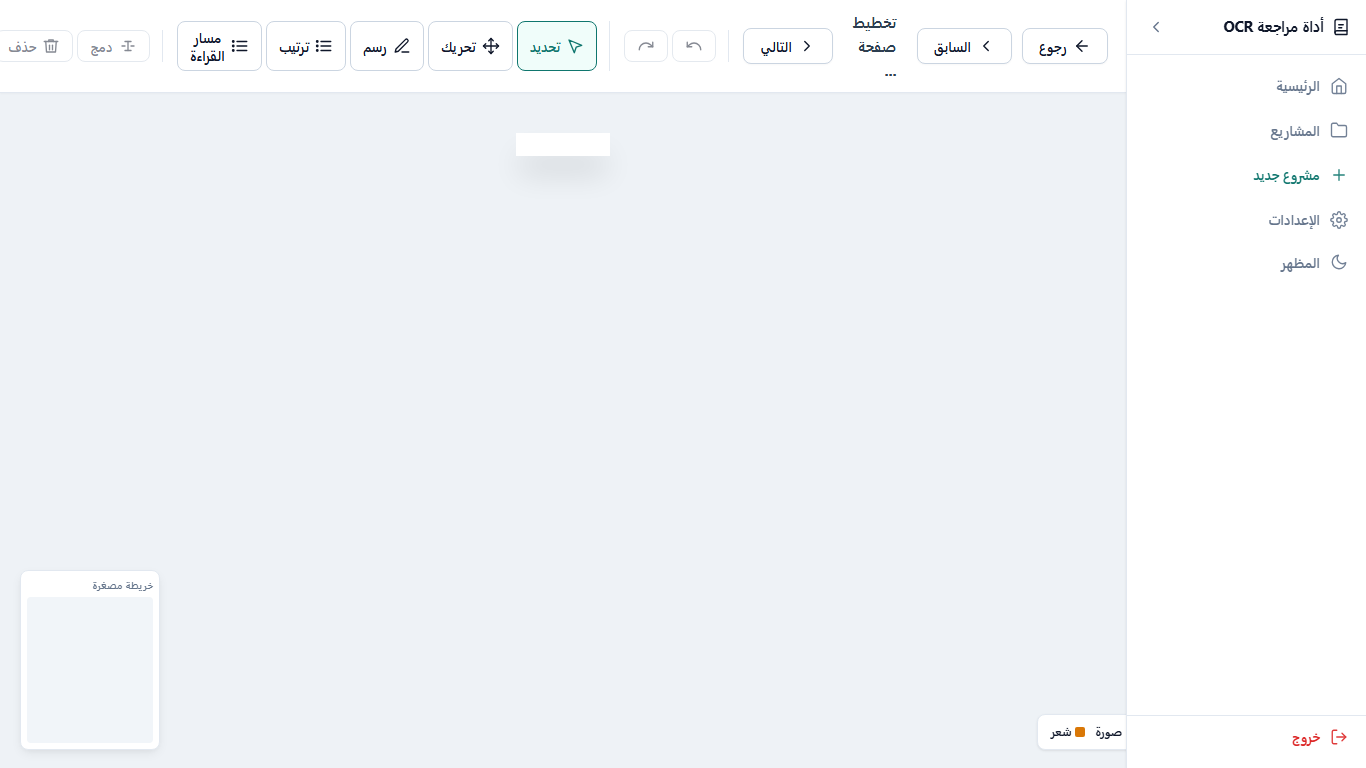 أداة مراجعة OCR
الرئيسية
المشاريع
مشروع جديد
الإعدادات
المظهر
خروج
رجوع
السابق
تخطيط
صفحة
...
التالي
تحديد
تحريك
رسم
ترتيب
مسار
القراءة
دمج
حذف
خريطة مصغرة
صورة
شعر